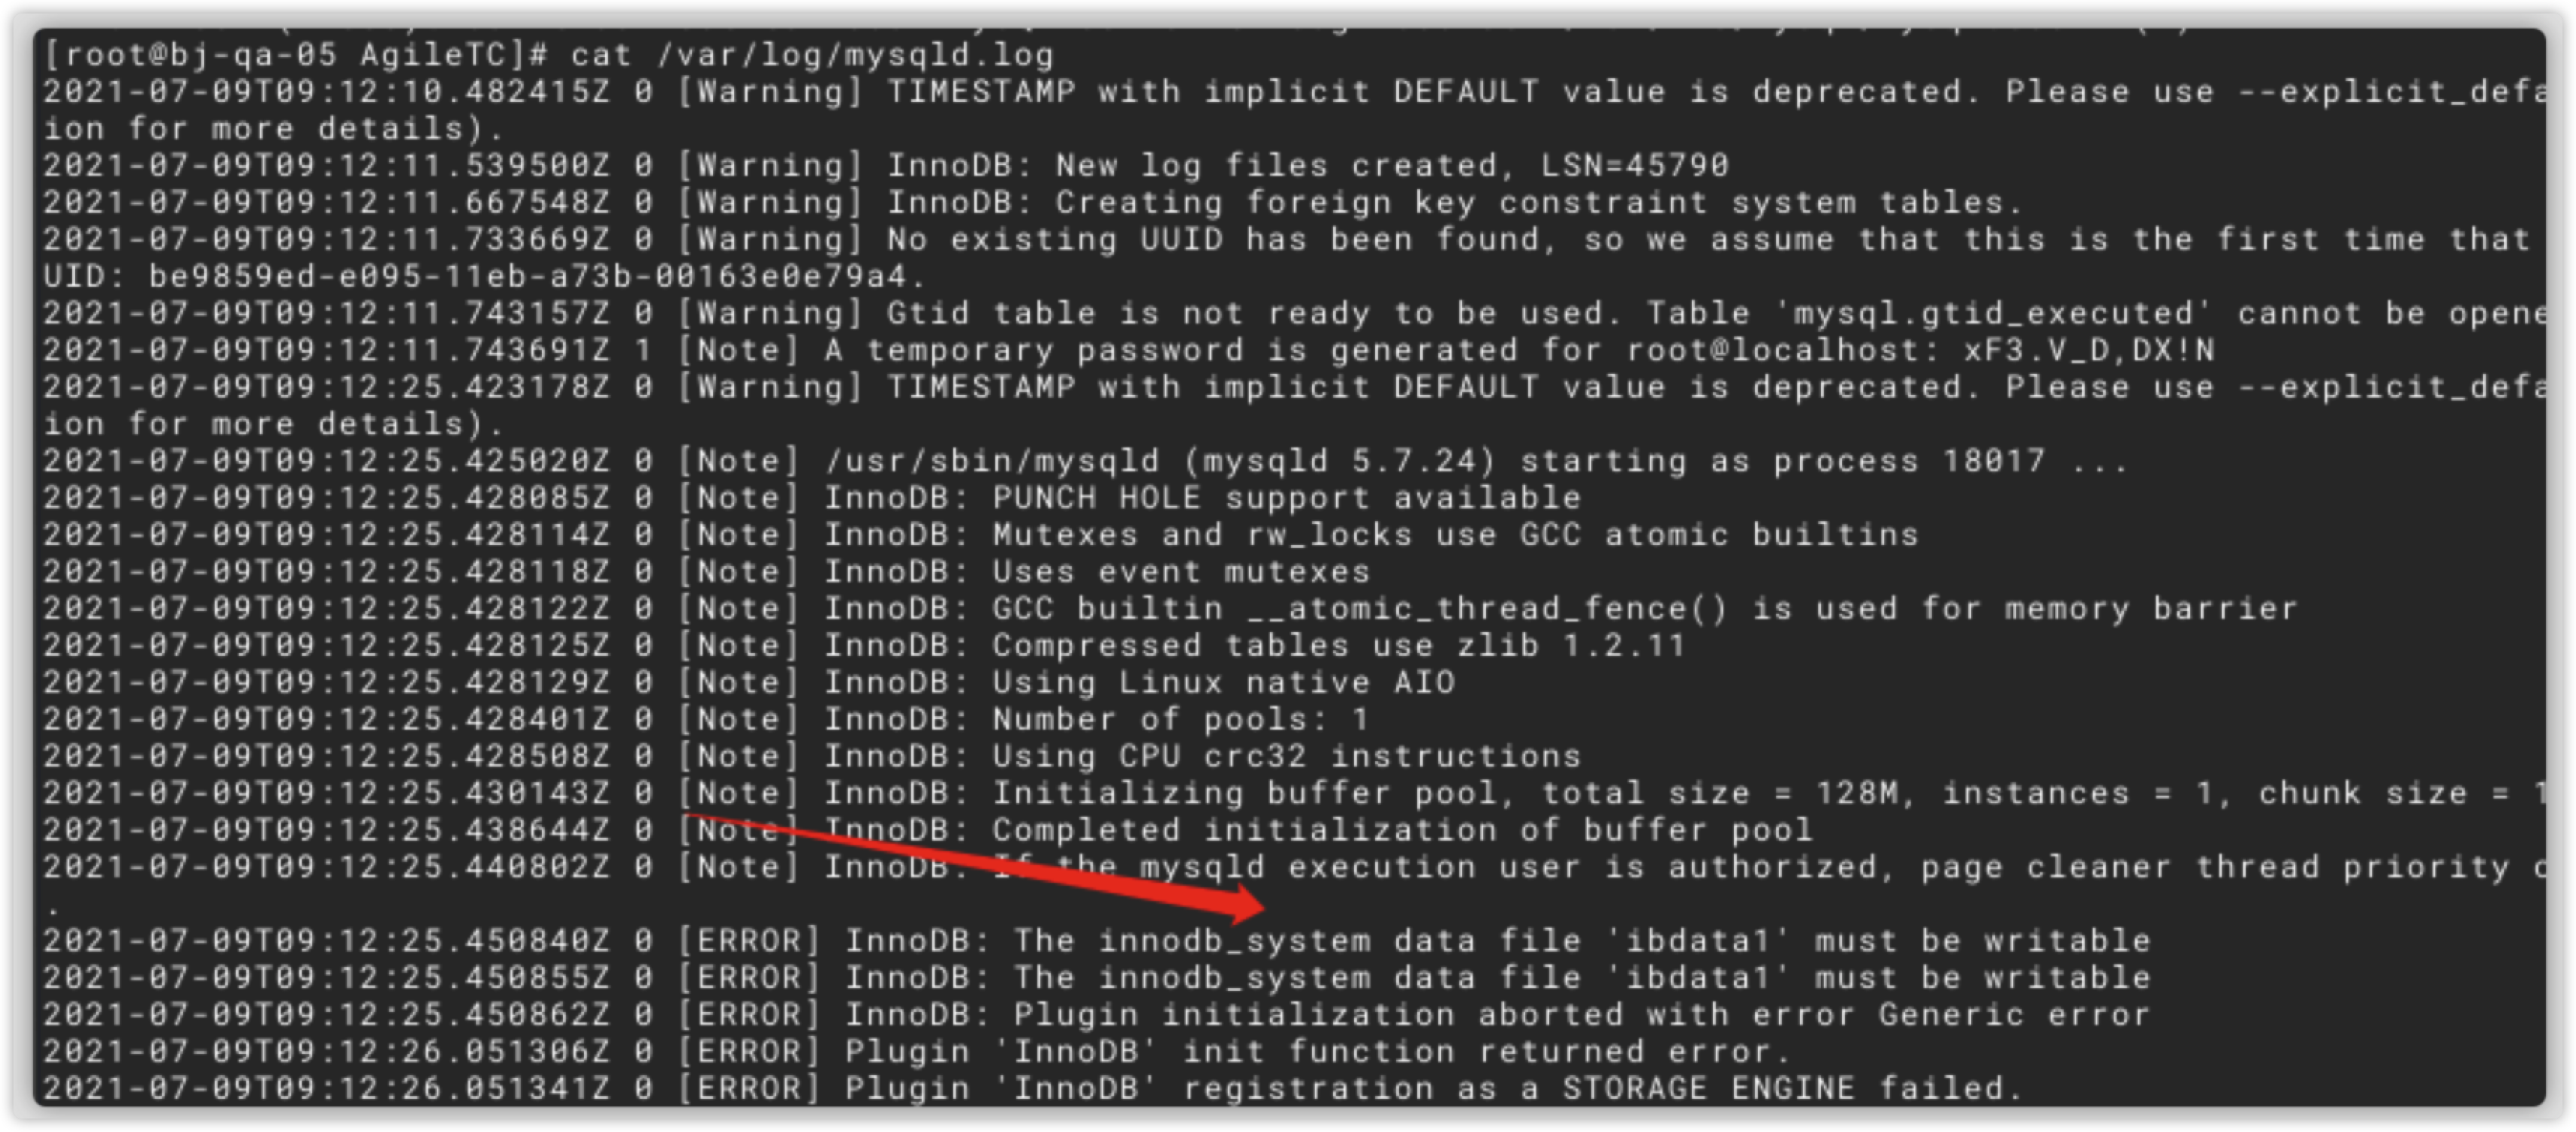 [root@bj-qa-05 AgileTC]# cat /var/log/mysqld.log
2021-07-09T09:12:10.482415Z 0 [Warning] TIMESTAMP with implicit DEFAULT value is deprecated. Please use --explicit_defa
ion for more details).
2021-07-09T09:12:11.539500Z 0 [Warning] InnoDB: New log files created, LSN=45790
2021-07-09T09:12:11.667548Z 0 [Warning] InnoDB: Creating foreign key constraint system tables.
2021-07-09T09:12:11.733669Z 0 [Warning] No existing UUID has been found, so we assume that this is the first time that
UID: be9859ed-e095-11eb-a73b-00163e0e79a4.
2021-07-09T09:12:11.743157Z 0 [Warning] Gtid table is not ready to be used. Table 'mysql.gtid_executed' cannot be opene
2021-07-09T09:12:11.743691Z 1 [Note] A temporary password is generated for root@localhost: xF3.V_D,DX!N
2021-07-09T09:12:25.423178Z 0 [Warning] TIMESTAMP with implicit DEFAULT value is deprecated. Please use --explicit_defa
ion for more details).
2021-07-09T09:12:25.425020Z 0 [Note] /usr/sbin/mysqld (mysqld 5.7.24) starting as process 18017 ...
2021-07-09T09:12:25.428085Z 0 [Note] InnoDB: PUNCH HOLE support available
2021-07-09T09:12:25.428114Z 0 [Note] InnoDB: Mutexes and rw_locks use GCC atomic builtins
2021-07-09T09:12:25.428118Z 0 [Note] InnoDB: Uses event mutexes
2021-07-09T09:12:25.428122Z 0 [Note] InnoDB: GCC builtin __atomic_thread_fence() is used for memory barrier
2021-07-09T09:12:25.428125Z 0 [Note] InnoDB: Compressed tables use zlib 1.2.11
2021-07-09T09:12:25.428129Z 0 [Note] InnoDB: Using Linux native AIO
2021-07-09T09:12:25.428401Z 0 [Note] InnoDB: Number of pools: 1
2021-07-09T09:12:25.428508Z 0 [Note] InnoDB: Using CPU crc32 instructions
2021-07-09T09:12:25.430143Z 0 [Note] InnoDB: Initializing buffer pool, total size = 128M, instances = 1, chunk size = 1
2021-07-09T09:12:25.438644Z 0 [Note] InnoDB: Completed initialization of buffer pool
2021-07-09T09:12:25.440802Z 0 [Note] InnoDB: If the mysqld execution user is authorized, page cleaner thread priority c
.
2021-07-09T09:12:25.450840Z 0 [ERROR] InnoDB: The innodb_system data file 'ibdata1' must be writable
2021-07-09T09:12:25.450855Z 0 [ERROR] InnoDB: The innodb_system data file 'ibdata1' must be writable
2021-07-09T09:12:25.450862Z 0 [ERROR] InnoDB: Plugin initialization aborted with error Generic error
2021-07-09T09:12:26.051306Z 0 [ERROR] Plugin 'InnoDB' init function returned error.
2021-07-09T09:12:26.051341Z 0 [ERROR] Plugin 'InnoDB' registration as a STORAGE ENGINE failed.